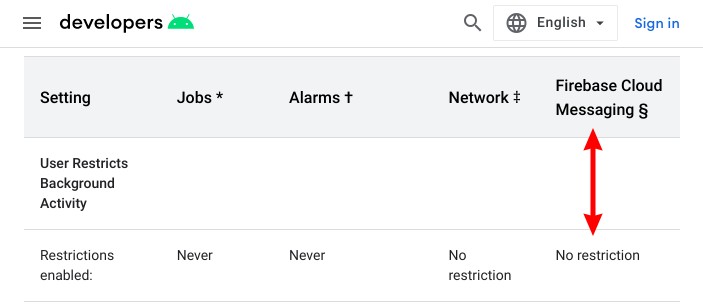 developers
English
Sign in
Setting
Jobs *
Alarms †
Network ‡
Firebase Cloud
Messaging §
User Restricts
Background
Activity
Restrictions
enabled:
Never
Never
No
restriction
No restriction